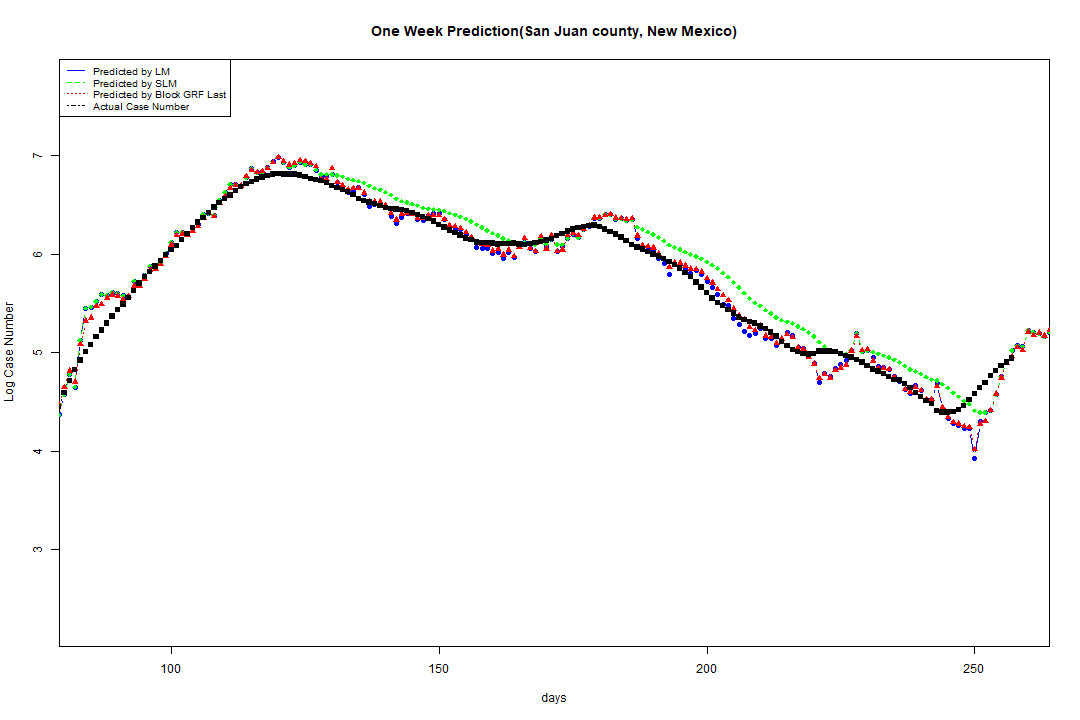 One Week Prediction(San Juan county, New Mexico)
Predicted by LM
Predicted by SLM
Predicted by Block GRF Last
Actual Case Number
7
6
5
4
3
Log Case Number
100 150 200 250
days